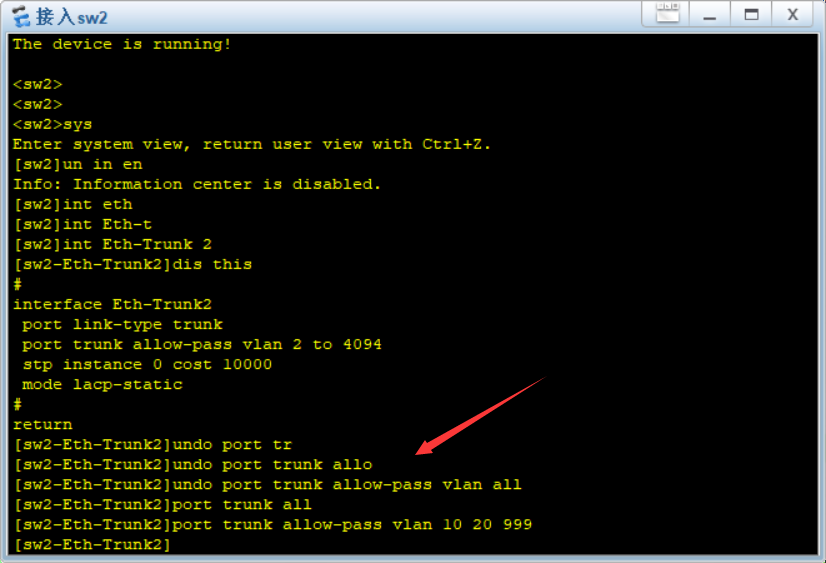 接入sw2
The device is running!
<sw2>
<sw2>
<sw2>sys
Enter system view, return user view with Ctrl+Z.
[sw2]un in en
Info: Information center is disabled.
[sw2]int eth
[sw2]int Eth-t
[sw2]int Eth-Trunk 2
[sw2-Eth-Trunk2]dis this
#
interface Eth-Trunk2
 port link-type trunk
 port trunk allow-pass vlan 2 to 4094
 stp instance 0 cost 10000
 mode lacp-static
#
return
[sw2-Eth-Trunk2]undo port tr
[sw2-Eth-Trunk2]undo port trunk allo
[sw2-Eth-Trunk2]undo port trunk allow-pass vlan all
[sw2-Eth-Trunk2]port trunk all
[sw2-Eth-Trunk2]port trunk allow-pass vlan 10 20 999
[sw2-Eth-Trunk2]